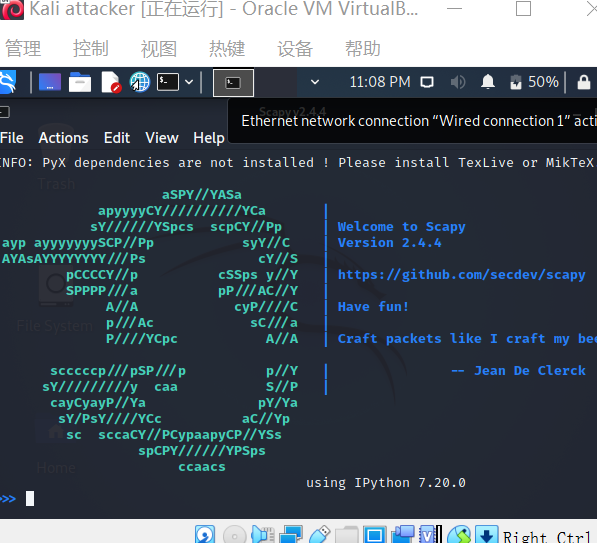 Kali attacker [正在运行] - Oracle VM VirtualB...
管理 控制 视图 热键 设备 帮助
11:08 PM 50%
Scapy v2.4.4
Ethernet network connection “Wired connection 1” acti
File Actions Edit View Help
INFO: PyX dependencies are not installed ! Please install TexLive or MikTeX
Trash
aSPY//YASa
apyyyyCY//////////YCa |
sY//////YSpcs scpCY//Pp | Welcome to Scapy
ayp ayyyyyyySCP//Pp syY//C | Version 2.4.4
AYAsAYYYYYYYY///Ps cY//S |
pCCCCY//p cSSps y//Y | https://github.com/secdev/scapy
SPPPP///a pP///AC//Y |
A//A cyP////C | Have fun!
File System
p///Ac sC///a |
P////YCpc A//A | Craft packets like I craft my bee
scccccp///pSP///p p//Y | -- Jean De Clerck
sY/////////y caa S//P |
cayCyayP//Ya pY/Ya
sY/PsY////YCc aC//Yp
sc sccaCY//PCypaapyCP//YSs
spCPY//////YPSps
Home
ccaacs
using IPython 7.20.0
>>>
Right Ctrl